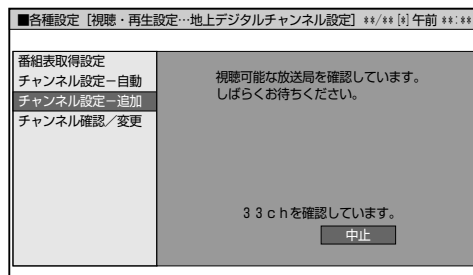 ■各種設定［視聴・再生設定…地上デジタルチャンネル設定］ **/** [*] 午前 **:**
番組表取得設定
チャンネル設定－自動
チャンネル設定－追加
チャンネル確認／変更
視聴可能な放送局を確認しています。
しばらくお待ちください。
３３ｃｈを確認しています。
中止